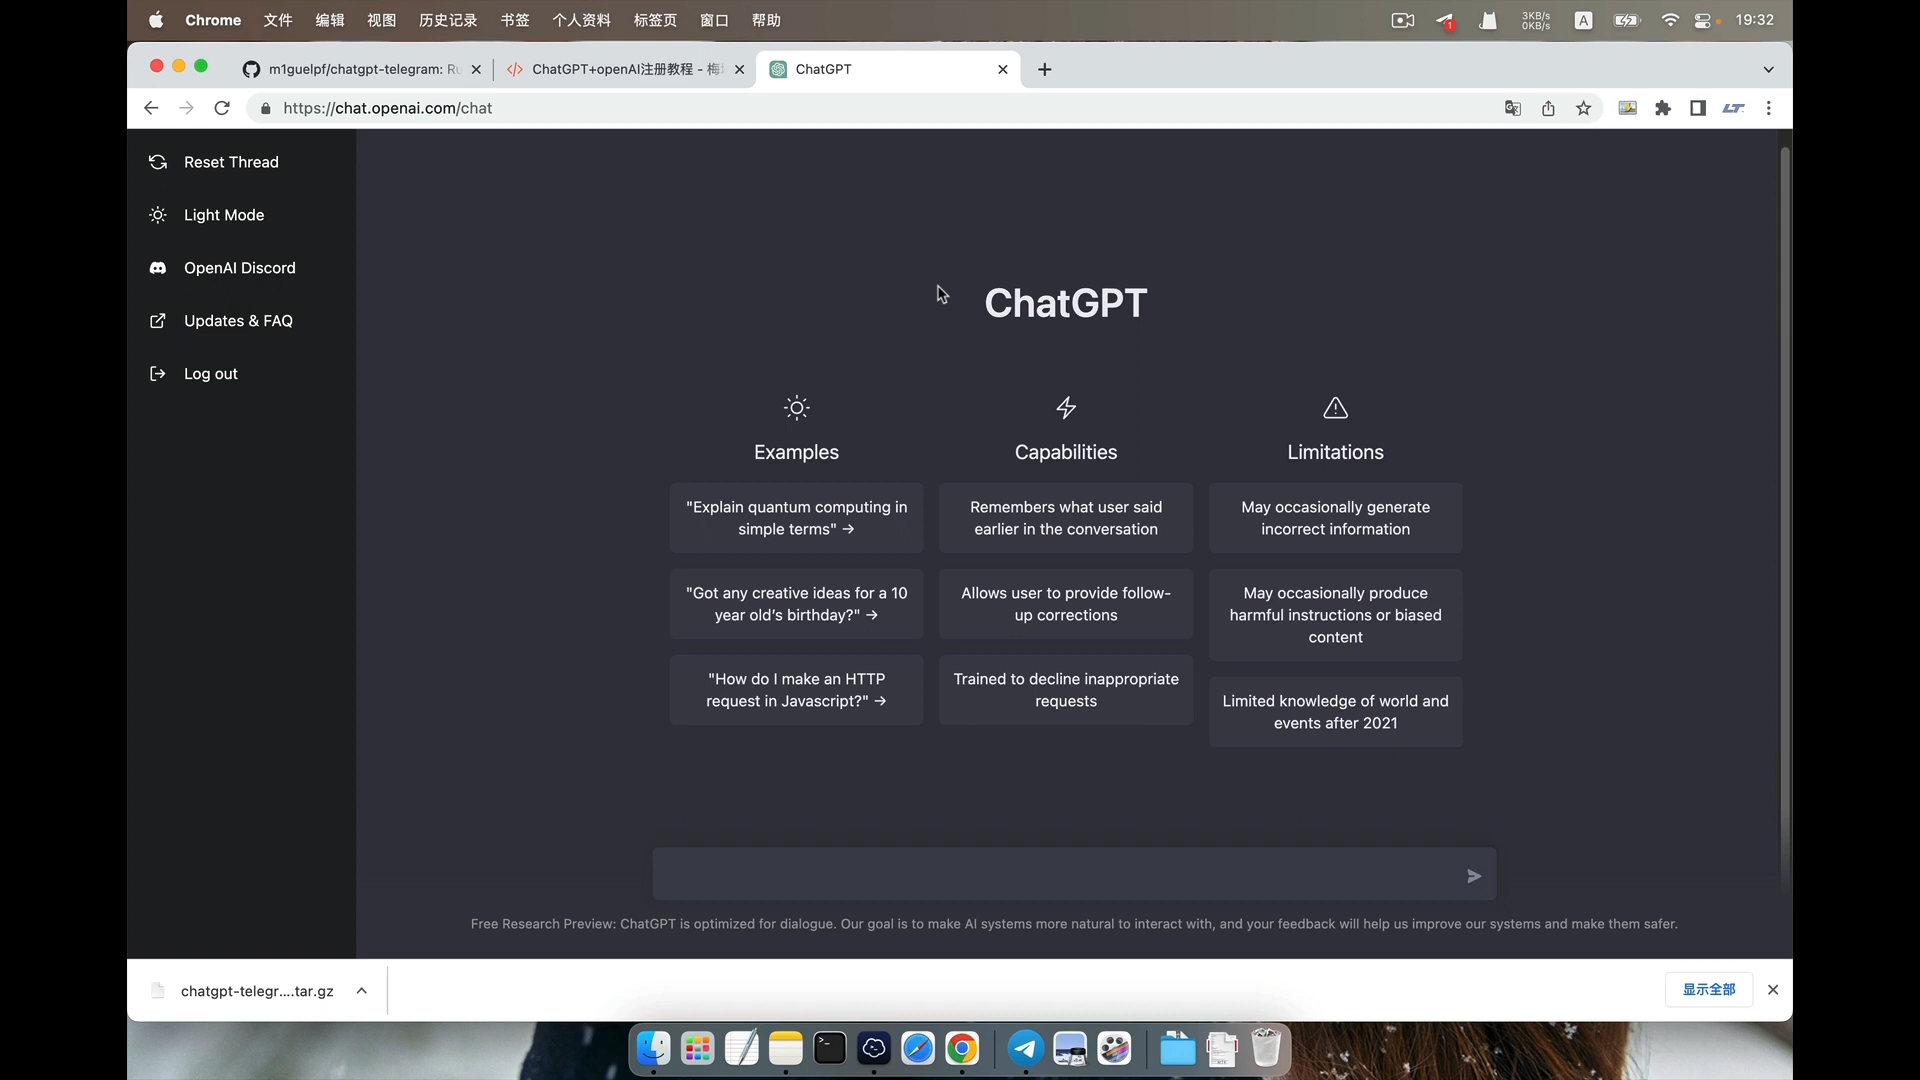 Chrome 文件 编辑 视图 历史记录 书签 个人资料 标签页 窗口 帮助 1 3KB/s 0KB/s A 19:32
m1guelpf/chatgpt-telegram: Ru ChatGPT+openAI注册教程 - 梅 ChatGPT
https://chat.openai.com/chat LT
Reset Thread
Light Mode
OpenAI Discord
Updates & FAQ
Log out
ChatGPT
Examples
"Explain quantum computing in
simple terms" →
"Got any creative ideas for a 10
year old’s birthday?" →
"How do I make an HTTP
request in Javascript?" →
Capabilities
Remembers what user said
earlier in the conversation
Allows user to provide follow-
up corrections
Trained to decline inappropriate
requests
Limitations
May occasionally generate
incorrect information
May occasionally produce
harmful instructions or biased
content
Limited knowledge of world and
events after 2021
Free Research Preview: ChatGPT is optimized for dialogue. Our goal is to make AI systems more natural to interact with, and your feedback will help us improve our systems and make them safer.
chatgpt-telegr....tar.gz 显示全部